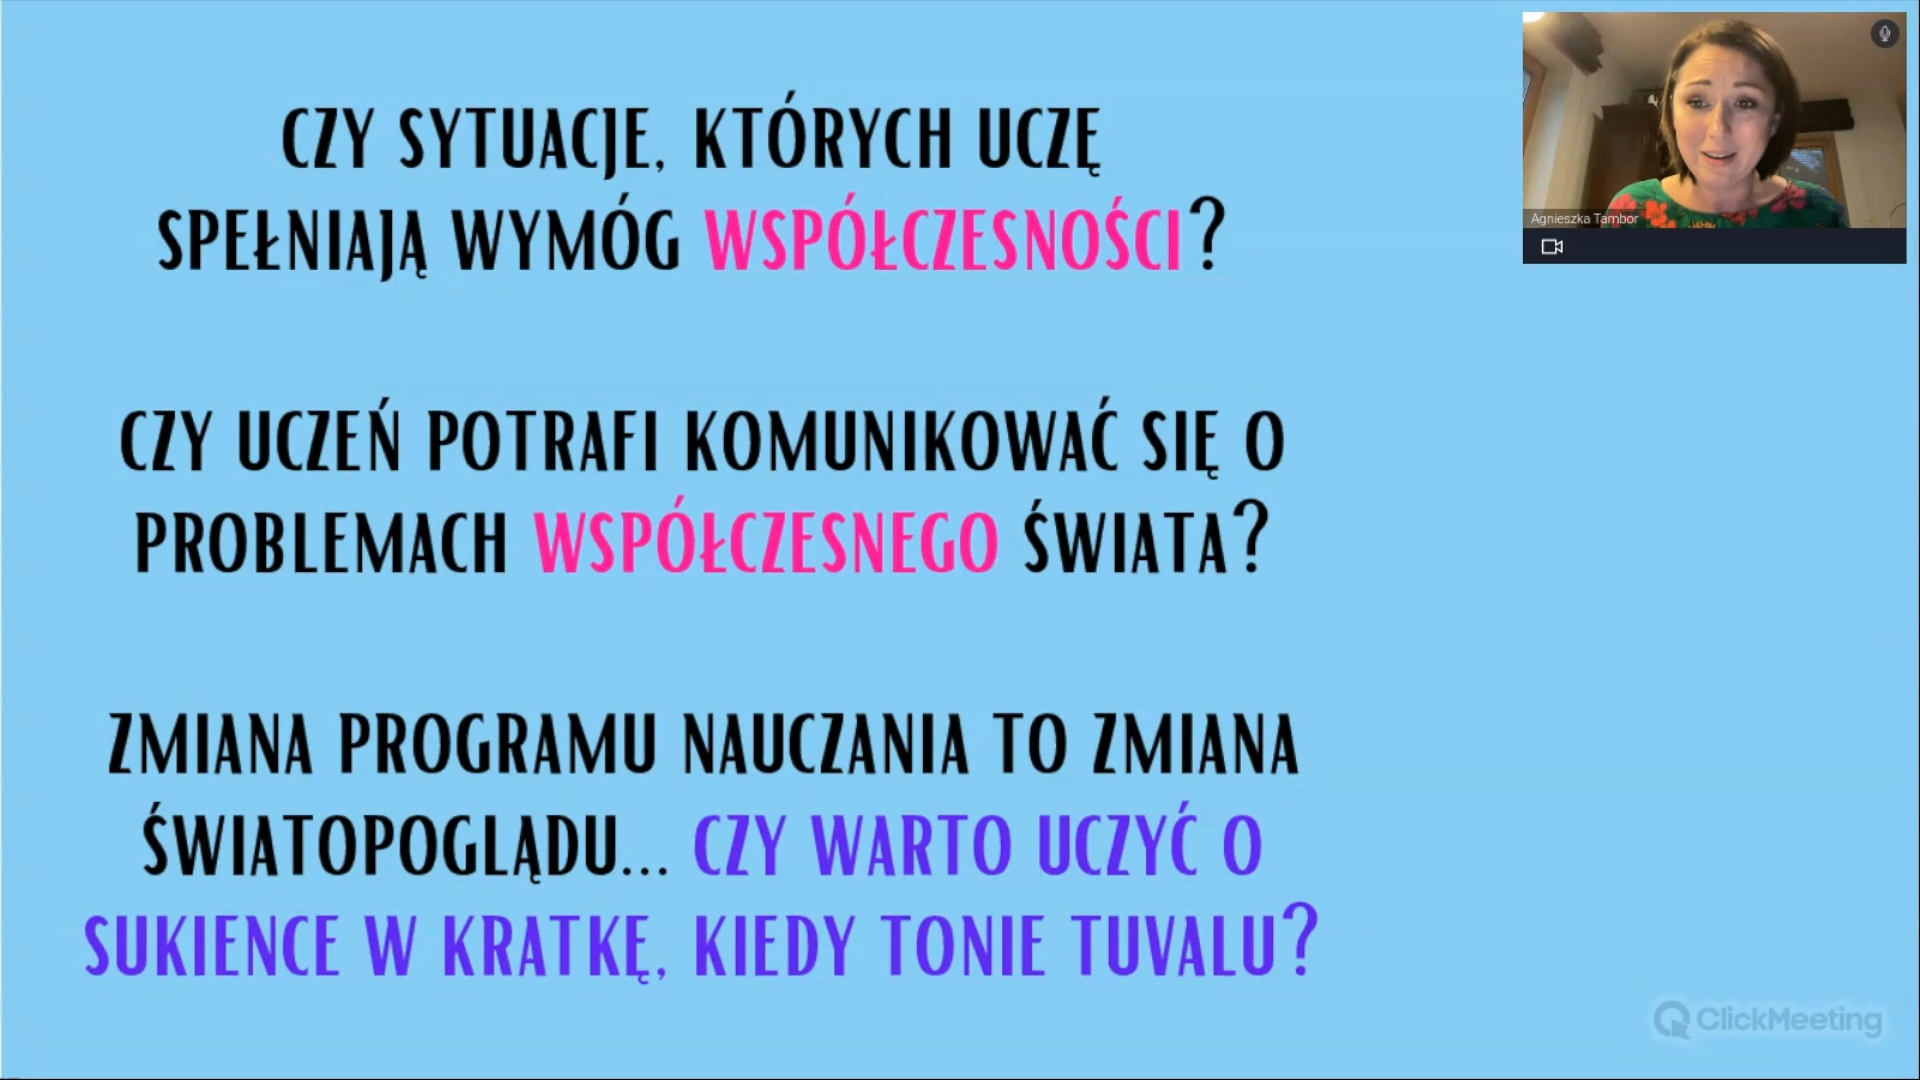 CZY SYTUACJE, KTÓRYCH UCZĘ
SPEŁNIAJĄ WYMÓG WSPÓŁCZESNOŚCI?
CZY UCZEŃ POTRAFI KOMUNIKOWAĆ SIĘ O
PROBLEMACH WSPÓŁCZESNEGO ŚWIATA?
ZMIANA PROGRAMU NAUCZANIA TO ZMIANA
ŚWIATOPOGLĄDU... CZY WARTO UCZYĆ O
SUKIENCE W KRATKĘ, KIEDY TONIE TUVALU?
Agnieszka Tambor
ClickMeeting